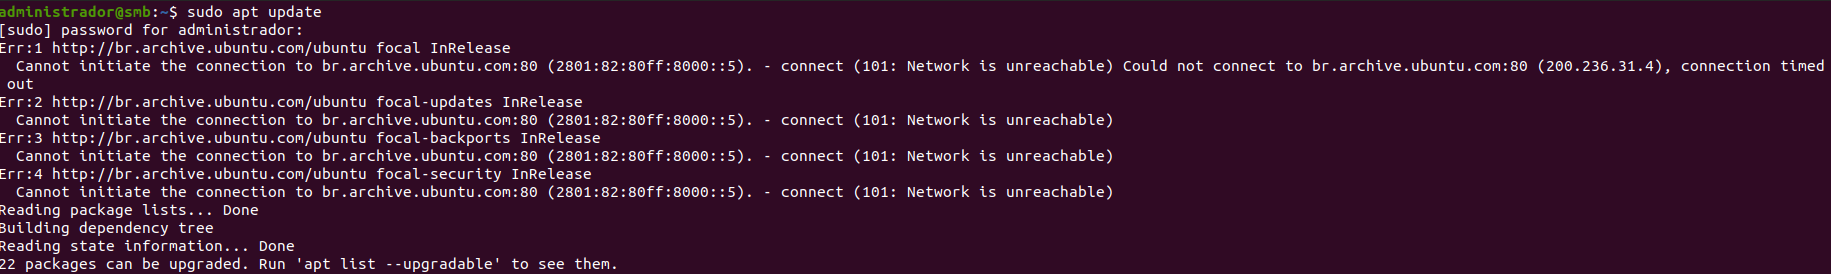 administrador@smb:~$ sudo apt update
[sudo] password for administrador:
Err:1 http://br.archive.ubuntu.com/ubuntu focal InRelease
  Cannot initiate the connection to br.archive.ubuntu.com:80 (2801:82:80ff:8000::5). - connect (101: Network is unreachable) Could not connect to br.archive.ubuntu.com:80 (200.236.31.4), connection timed
 out
Err:2 http://br.archive.ubuntu.com/ubuntu focal-updates InRelease
  Cannot initiate the connection to br.archive.ubuntu.com:80 (2801:82:80ff:8000::5). - connect (101: Network is unreachable)
Err:3 http://br.archive.ubuntu.com/ubuntu focal-backports InRelease
  Cannot initiate the connection to br.archive.ubuntu.com:80 (2801:82:80ff:8000::5). - connect (101: Network is unreachable)
Err:4 http://br.archive.ubuntu.com/ubuntu focal-security InRelease
  Cannot initiate the connection to br.archive.ubuntu.com:80 (2801:82:80ff:8000::5). - connect (101: Network is unreachable)
Reading package lists... Done
Building dependency tree
Reading state information... Done
22 packages can be upgraded. Run 'apt list --upgradable' to see them.